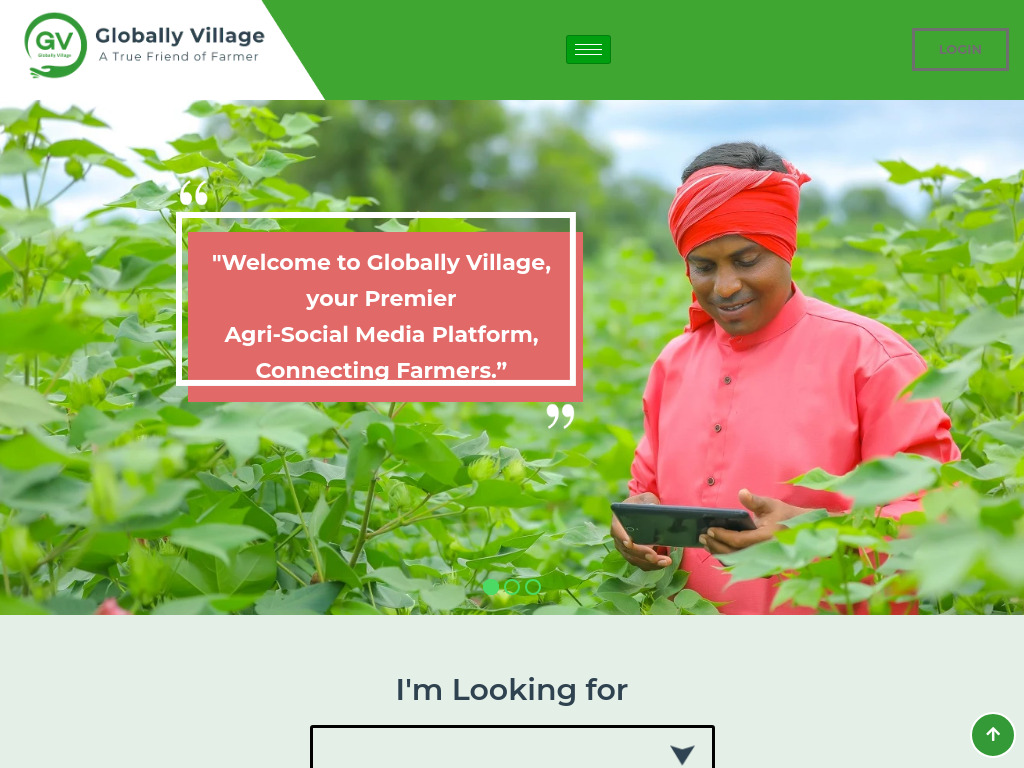 GV
Globally Village
Globally Village
A True Friend of Farmer
LOGIN
“
"Welcome to Globally Village,
your Premier
Agri-Social Media Platform,
Connecting Farmers.”
”
I'm Looking for